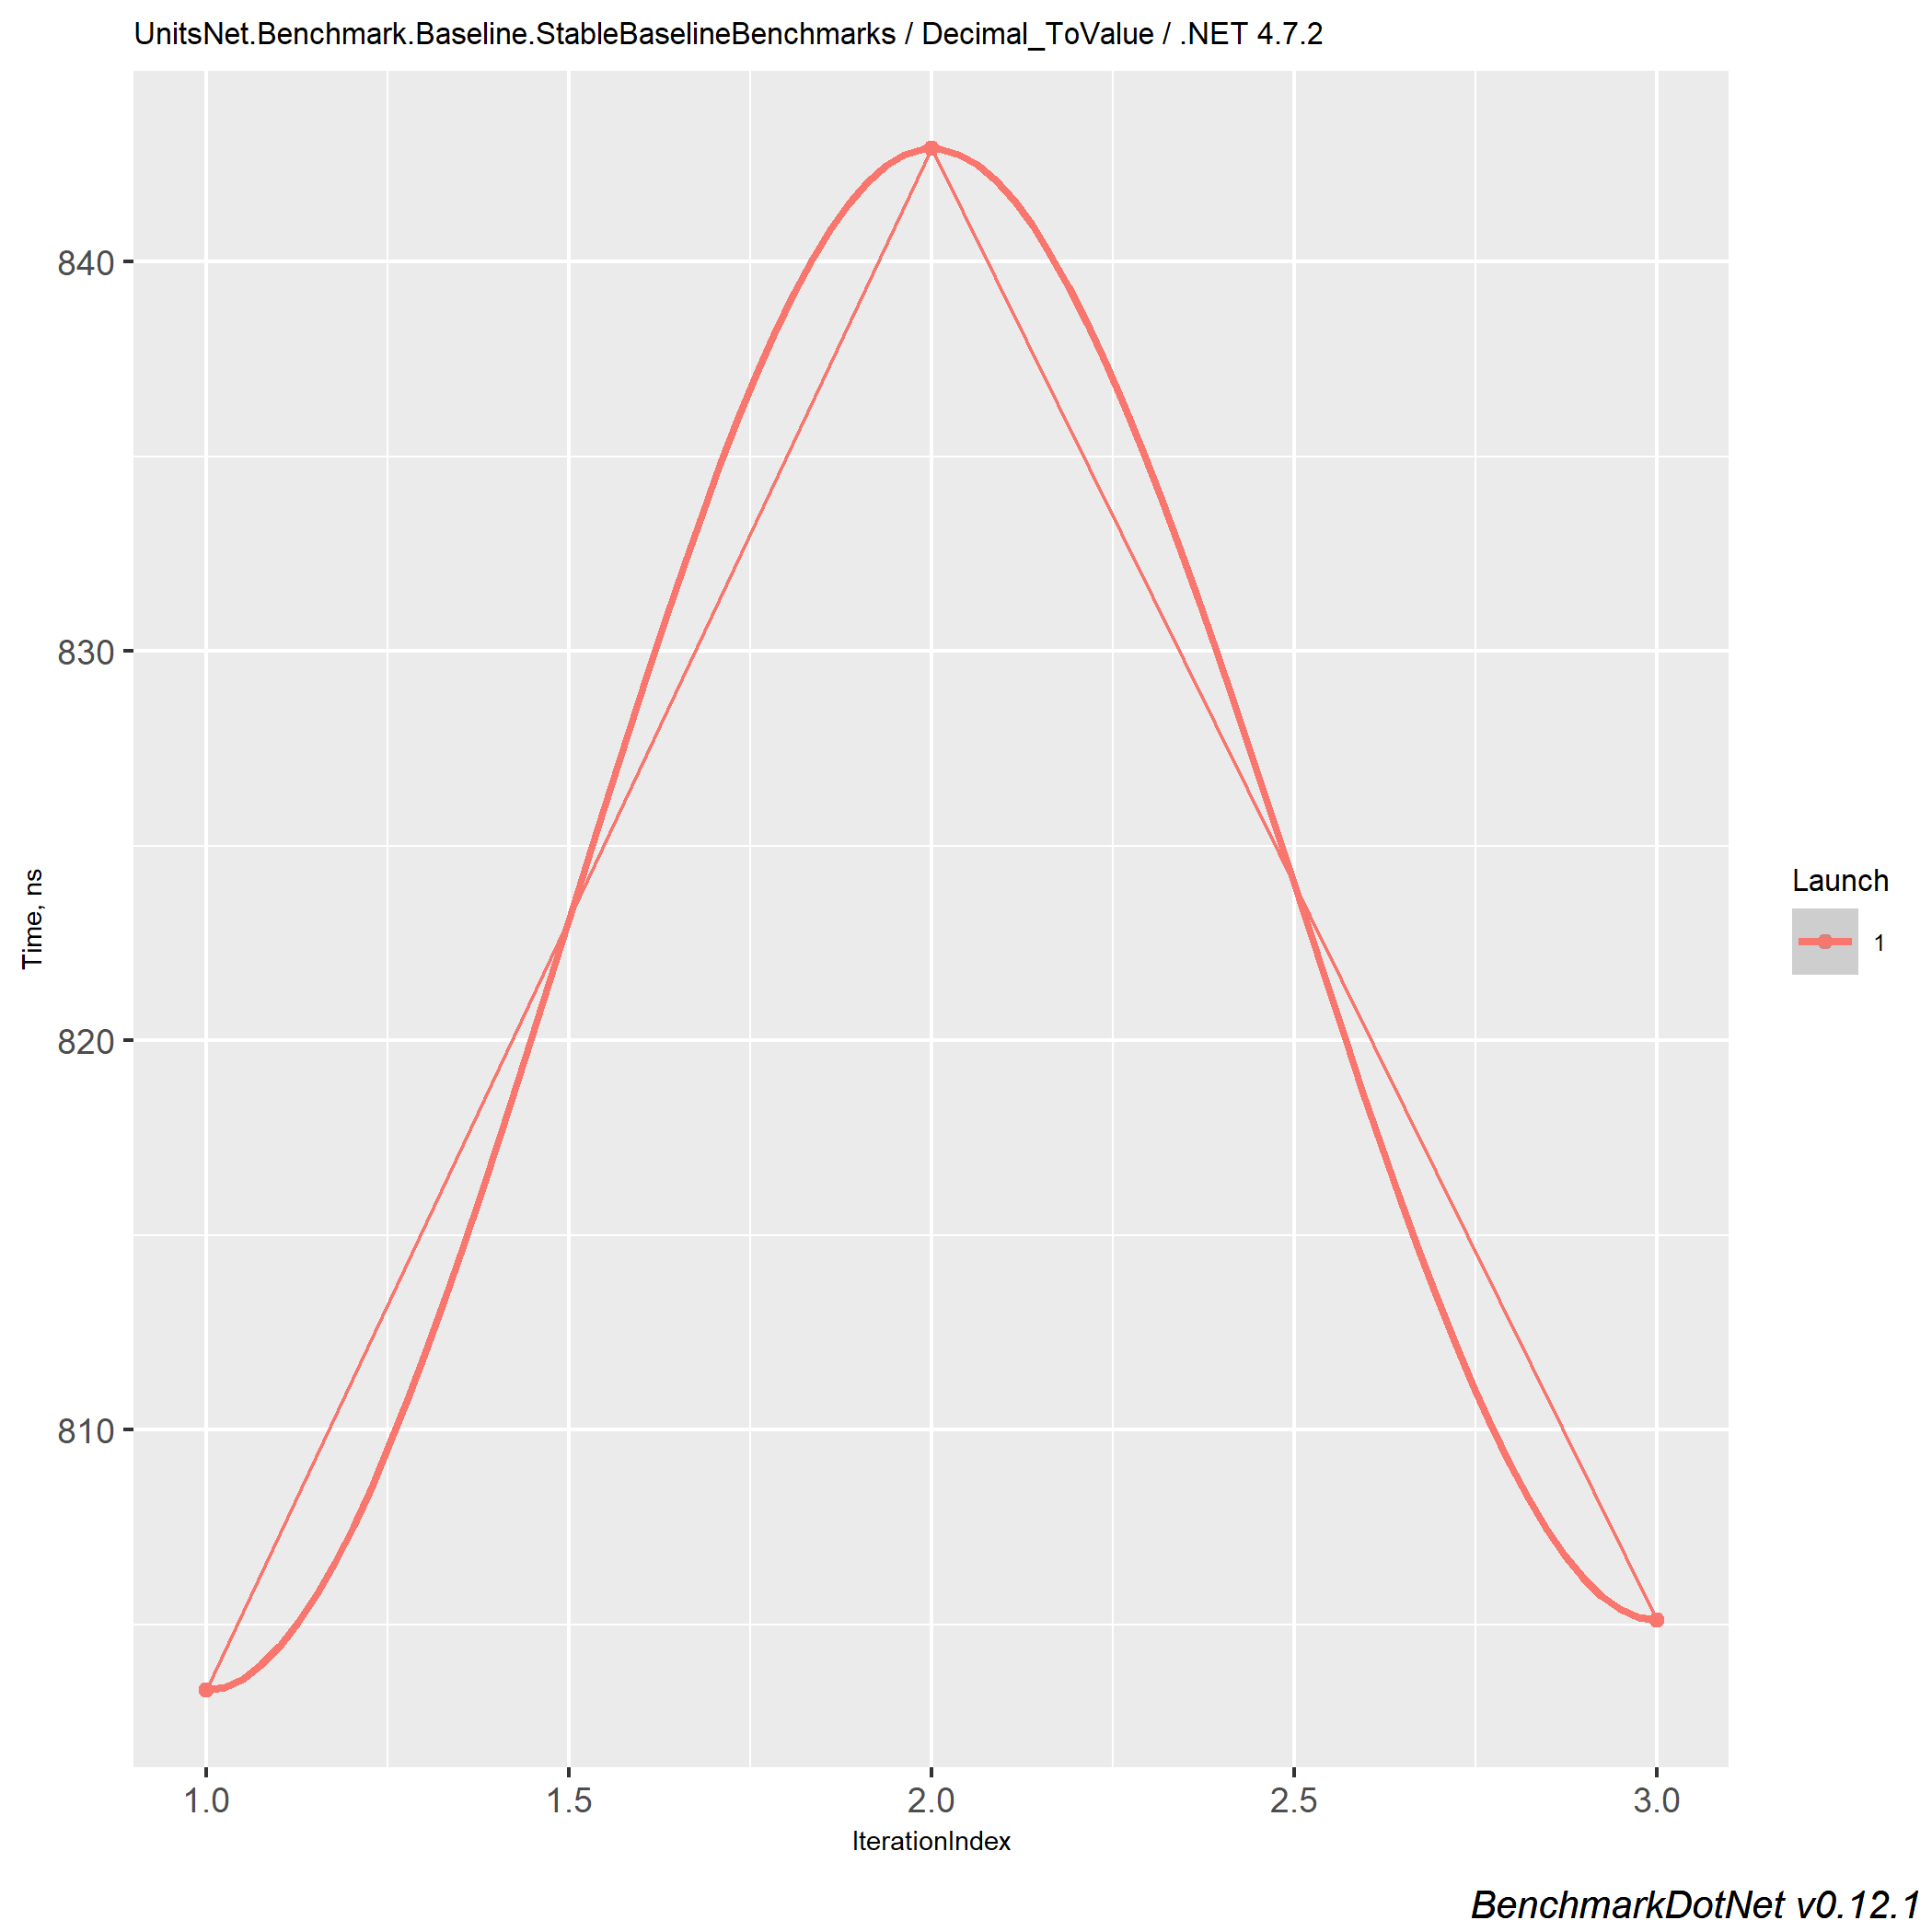 UnitsNet.Benchmark.Baseline.StableBaselineBenchmarks / Decimal_ToValue / .NET 4.7.2
840
830
820
810
Time, ns
1.0 1.5 2.0 2.5 3.0
IterationIndex
Launch
1
BenchmarkDotNet v0.12.1